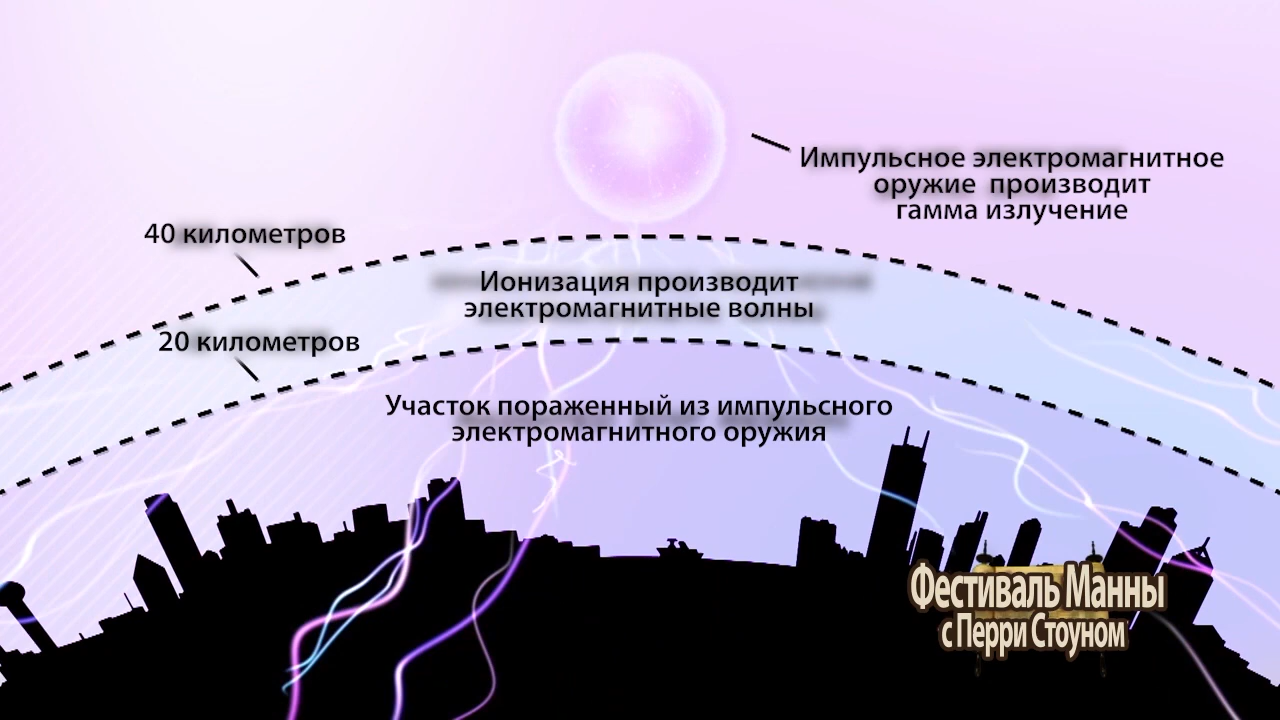 Импульсное электромагнитное
оружие производит
гамма излучение
40 километров
Ионизация производит
электромагнитные волны
20 километров
Участок пораженный из импульсного
электромагнитного оружия
Фестиваль Манны
с Перри Стоуном